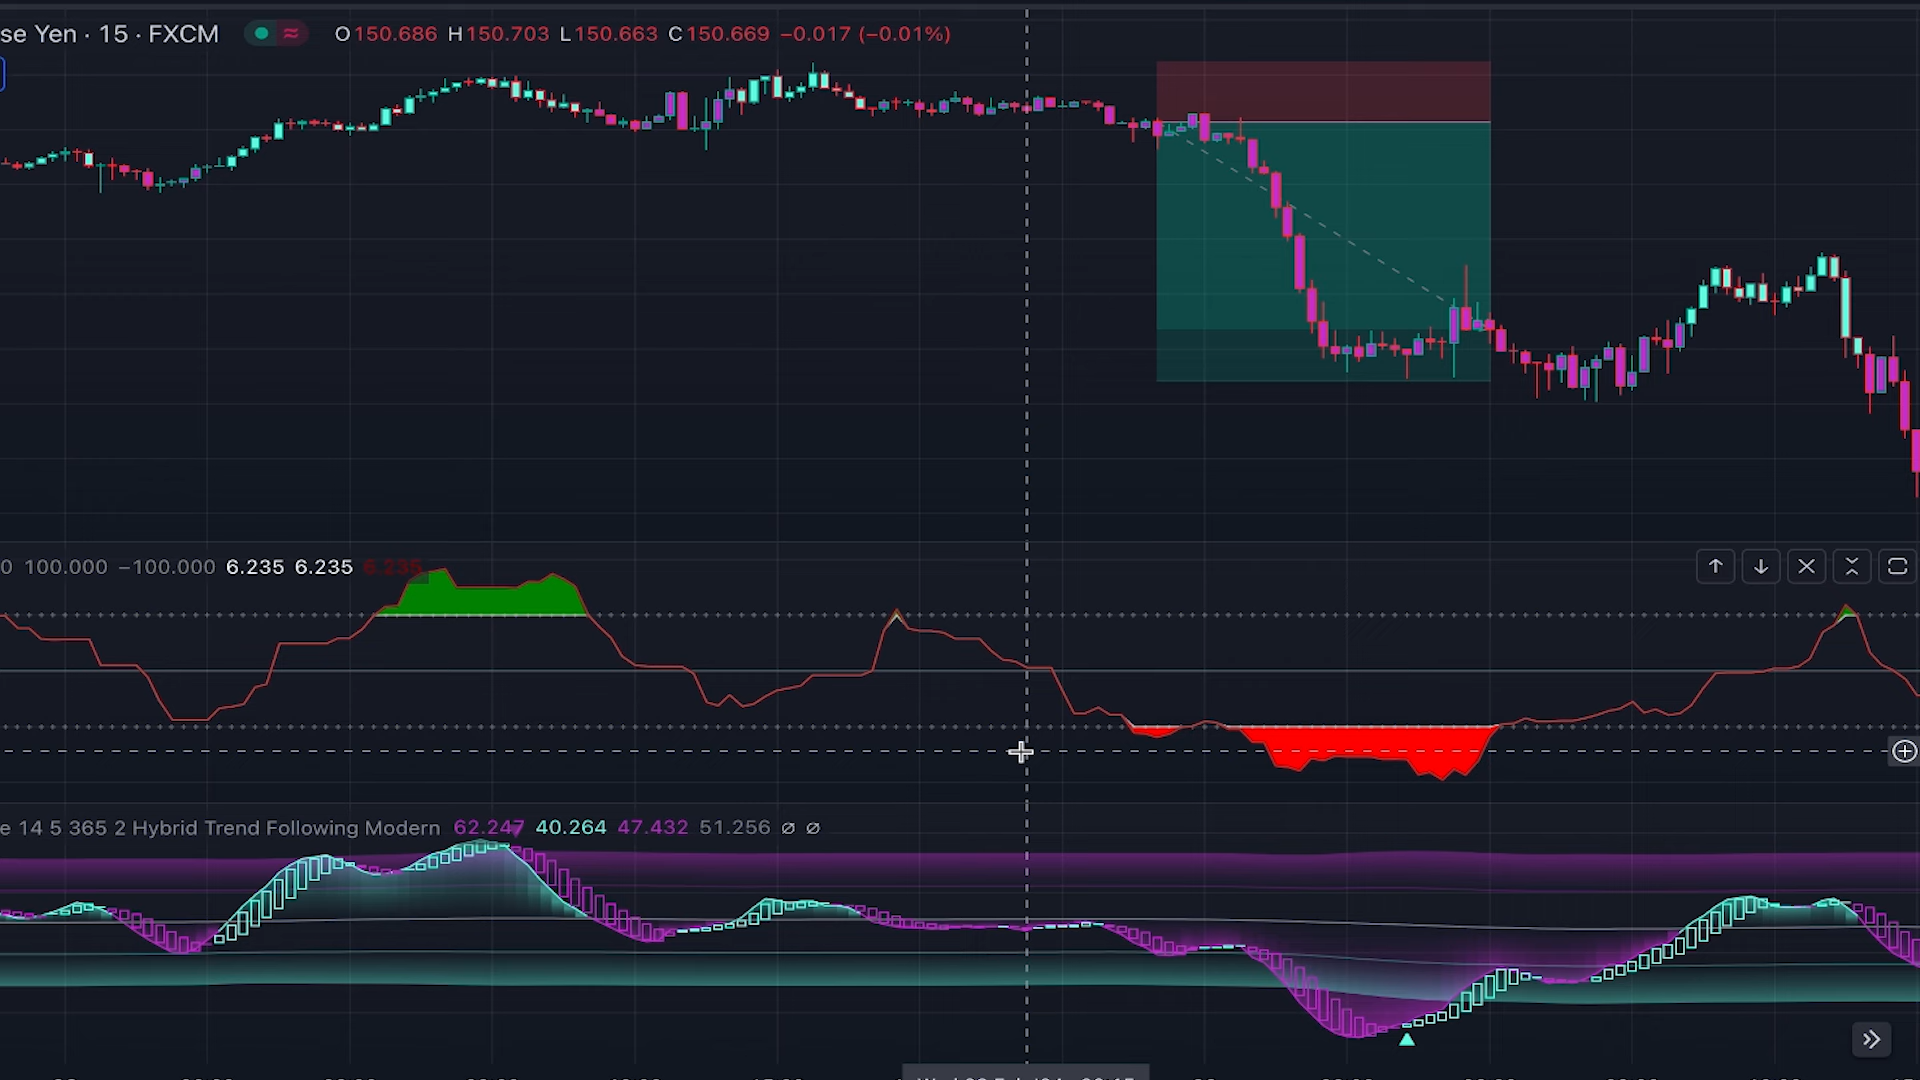 se Yen · 15 · FXCM ≈ O150.686 H150.703 L150.663 C150.669 −0.017 (−0.01%)
0 100.000 −100.000 6.235 6.235 6.235
e 14 5 365 2 Hybrid Trend Following Modern 62.247 40.264 47.432 51.256 ∅ ∅